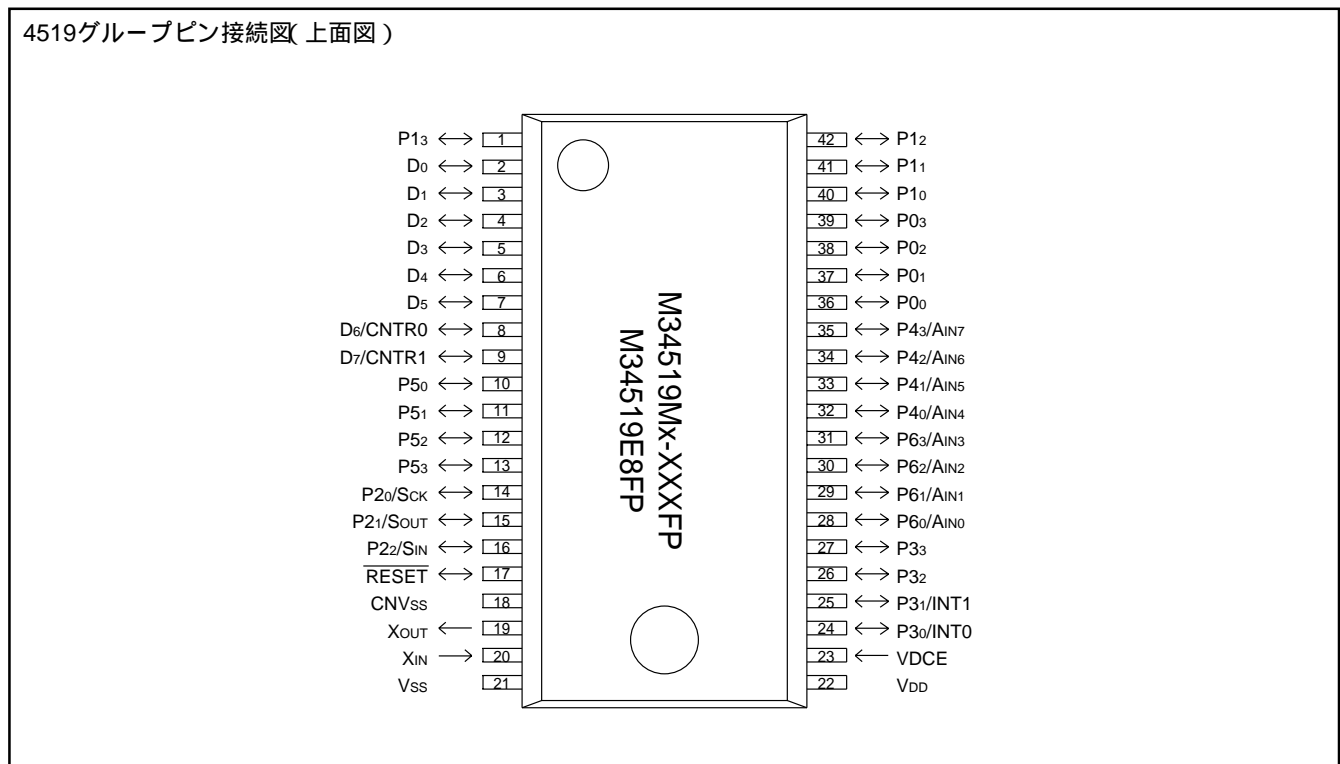 4519グループピン接続図(上面図)
P13 1
D0 2
D1 3
D2 4
D3 5
D4 6
D5 7
D6/CNTR0 8
D7/CNTR1 9
P50 10
P51 11
P52 12
P53 13
P20/SCK 14
P21/SOUT 15
P22/SIN 16
RESET 17
CNVSS 18
XOUT 19
XIN 20
VSS 21
M34519Mx-XXXFP
M34519E8FP
42 P12
41 P11
40 P10
39 P03
38 P02
37 P01
36 P00
35 P43/AIN7
34 P42/AIN6
33 P41/AIN5
32 P40/AIN4
31 P63/AIN3
30 P62/AIN2
29 P61/AIN1
28 P60/AIN0
27 P33
26 P32
25 P31/INT1
24 P30/INT0
23 VDCE
22 VDD